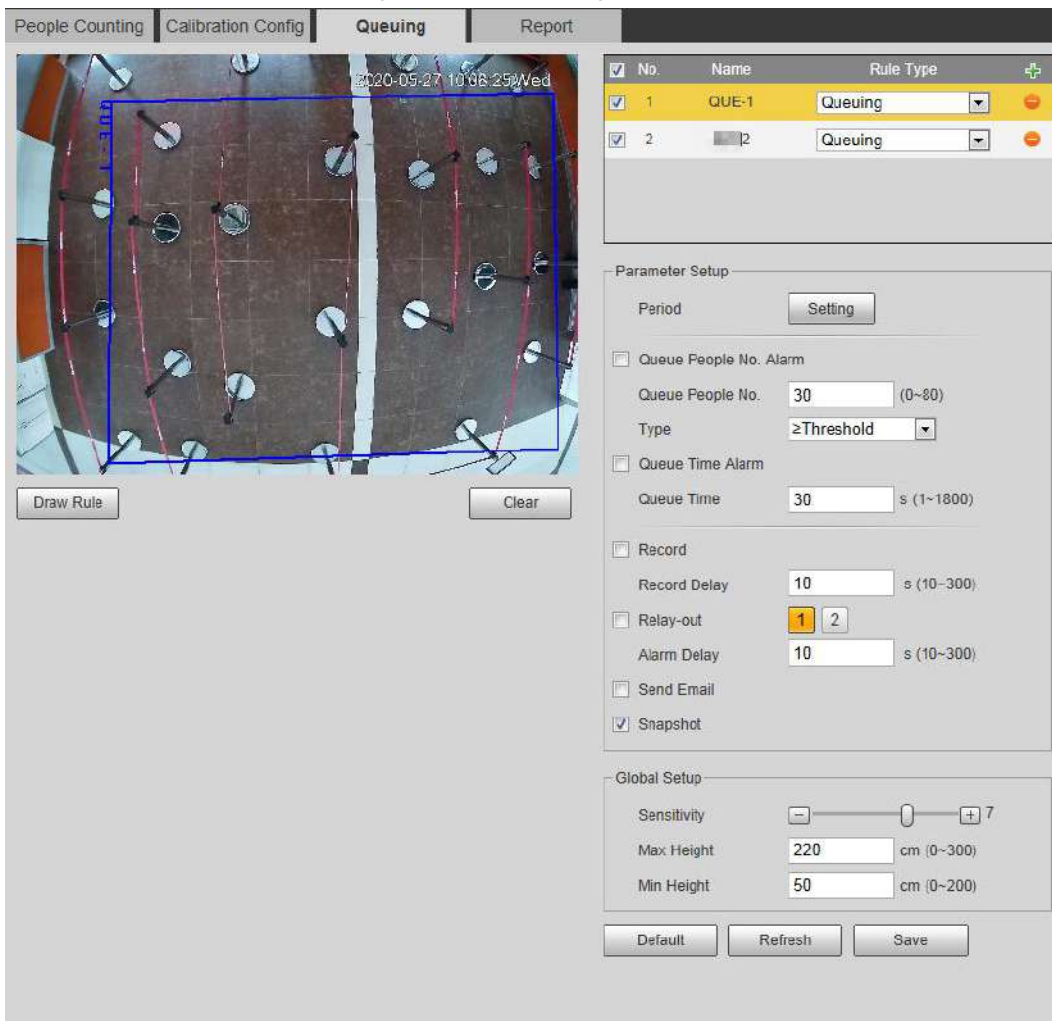 People Counting Calibration Config Queuing Report
2020-05-27 10:08:25 Wed
QUE-1
No. Name Rule Type
1 QUE-1 Queuing
2 2 Queuing
Parameter Setup
Period Setting
Queue People No. Alarm
Queue People No. 30 (0~80)
Type ≥Threshold
Queue Time Alarm
Queue Time 30 s (1~1800)
Draw Rule Clear
Record
Record Delay 10 s (10~300)
Relay-out 1 2
Alarm Delay 10 s (10~300)
Send Email
Snapshot
Global Setup
Sensitivity 7
Max Height 220 cm (0~300)
Min Height 50 cm (0~200)
Default Refresh Save